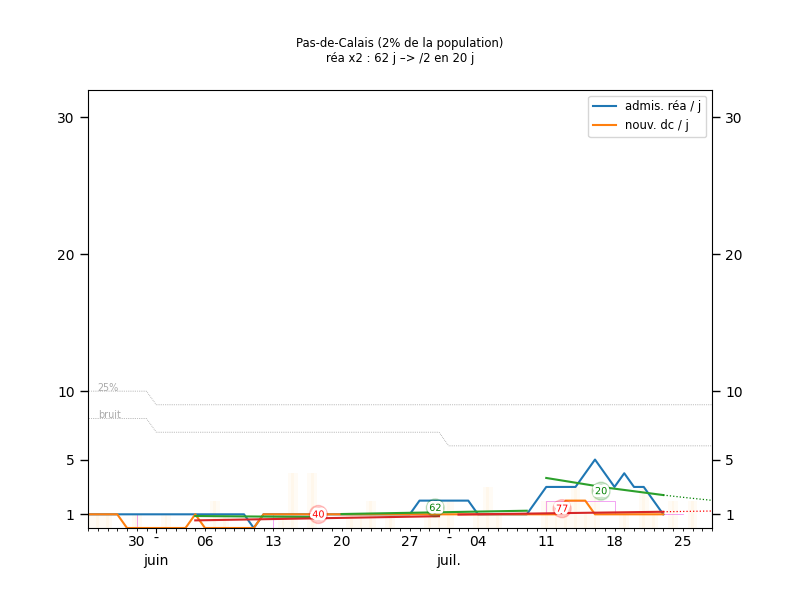 Pas-de-Calais (2% de la population)
réa x2 : 62 j –> /2 en 20 j
admis. réa / j
nouv. dc / j
30 30
20 20
10 10
25%
bruit
5 5
20
62
77
40
1 1
30 - 06 13 20 27 - 04 11 18 25
juin juil.